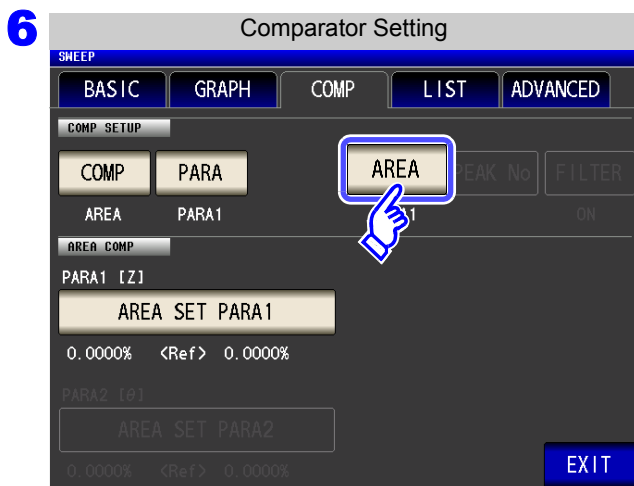 6
Comparator Setting
SWEEP
BASIC GRAPH COMP LIST ADVANCED
COMP SETUP
COMP PARA AREA PEAK No FILTER
AREA PARA1 1 ON
AREA COMP
PARA1 [Z]
AREA SET PARA1
0.0000% <Ref> 0.0000%
PARA2 [θ]
AREA SET PARA2
0.0000% <Ref> 0.0000%
EXIT